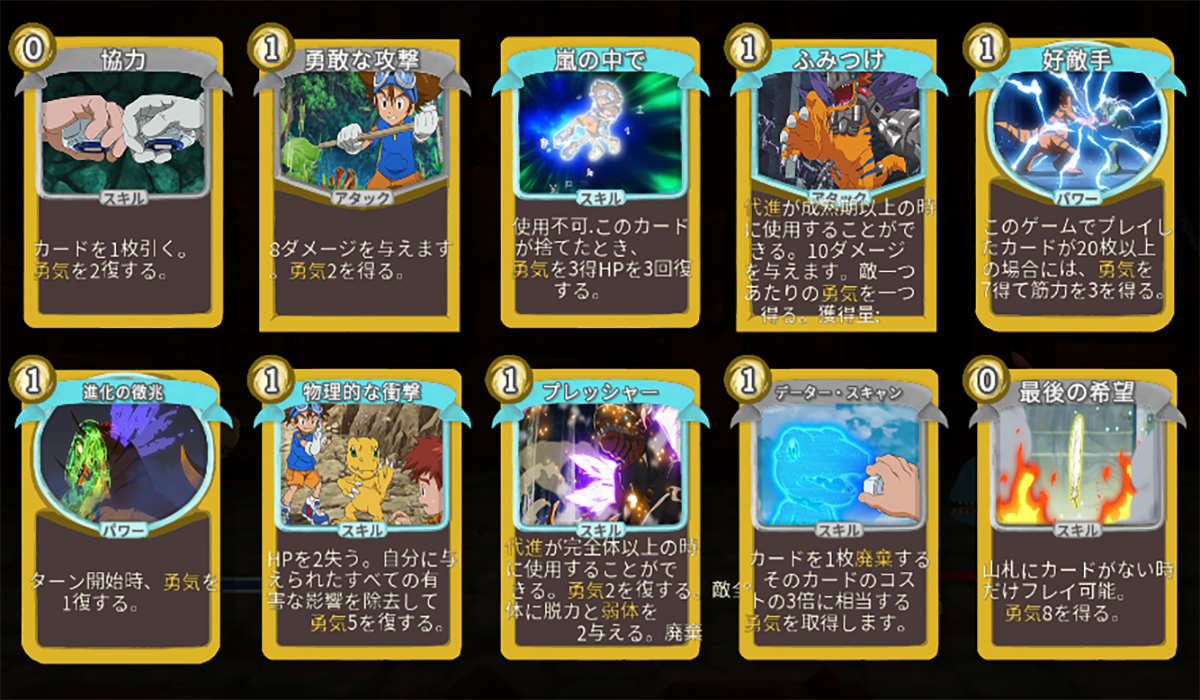 0
協力
スキル
カードを1枚引く。
勇気を2復する。
1
勇敢な攻撃
アタック
8ダメージを与えます
。勇気2を得る。
嵐の中で
スキル
使用不可.このカード
が捨てたとき、
勇気を3得HPを3回復
する。
1
ふみつけ
アタック
代進が成熟期以上の時
に使用することがで
きる。10ダメージ
を与えます。敵一つ
あたりの勇気を一つ
得る。獲得量:
1
好敵手
パワー
このゲームでプレイし
たカードが20枚以上
の場合には、勇気を
7得て筋力を3を得る。
1
進化の徴兆
パワー
ターン開始時、勇気を
1復する。
1
物理的な衝撃
スキル
HPを2失う。自分に与
えられたすべての有
害な影響を除去して
勇気5を復する。
1
プレッシャー
スキル
代進が完全体以上の時
に使用することがで
きる。勇気2を復する。敵全
体に脱力と弱体を
2与える。廃棄
1
データー・スキャン
スキル
カードを1枚廃棄する
そのカードのコス
トの3倍に相当する
勇気を取得します。
0
最後の希望
スキル
山札にカードがない時
だけプレイ可能。
勇気8を得る。